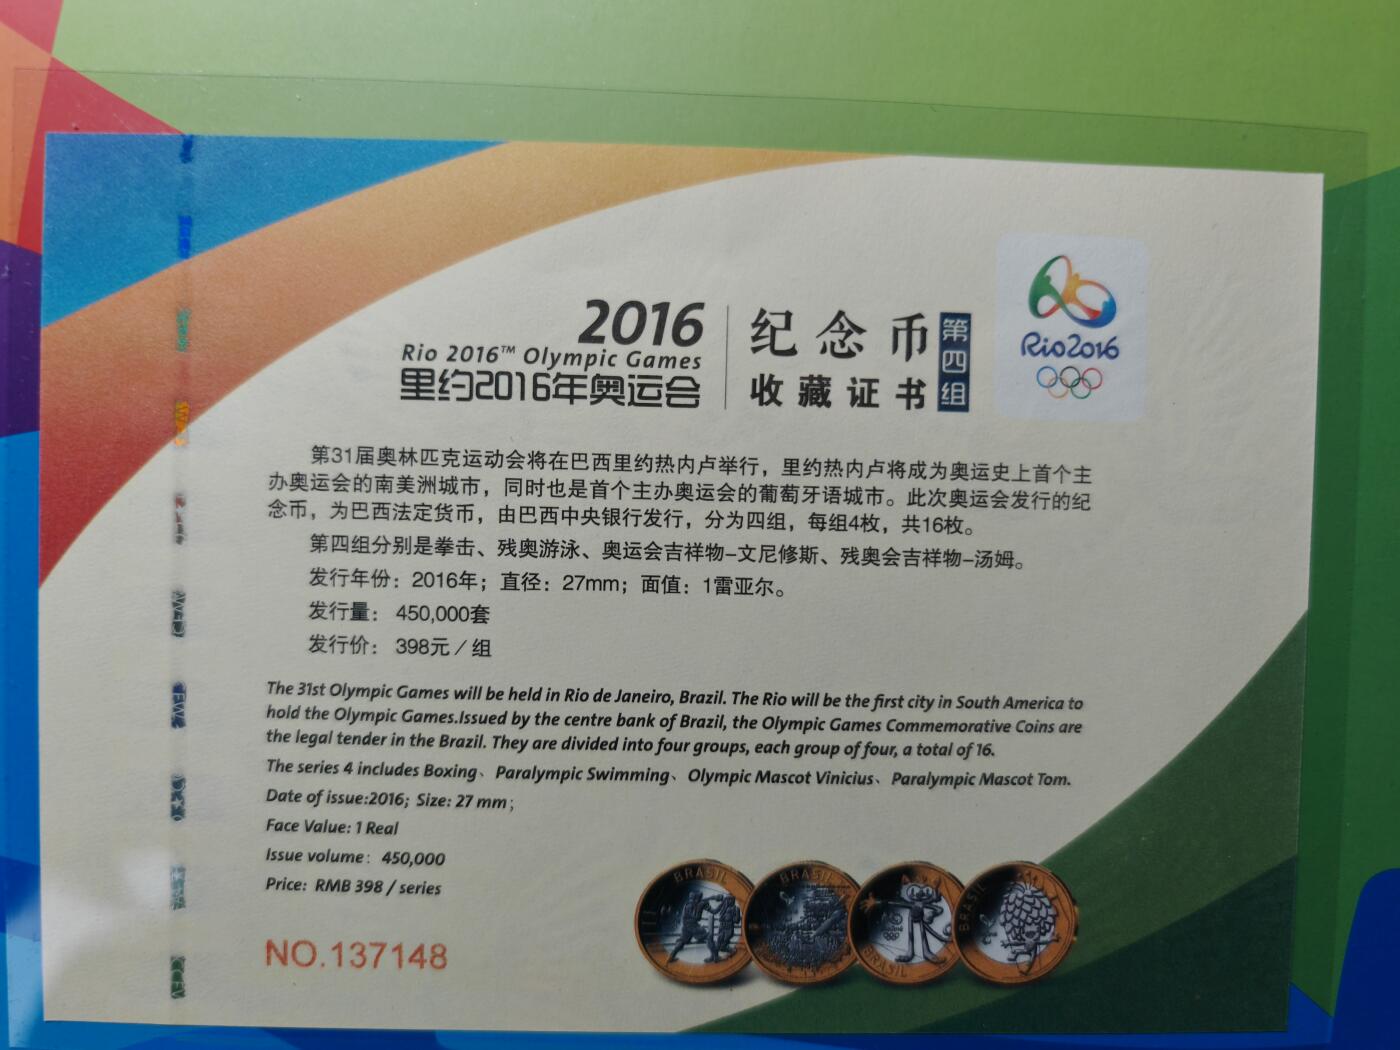 2016
Rio 2016™ Olympic Games
里约2016年奥运会
纪念币
收藏证书
第四组
Rio2016
第31届奥林匹克运动会将在巴西里约热内卢举行，里约热内卢将成为奥运史上首个主
办奥运会的南美洲城市，同时也是首个主办奥运会的葡萄牙语城市。此次奥运会发行的纪
念币，为巴西法定货币，由巴西中央银行发行，分为四组，每组4枚，共16枚。
第四组分别是拳击、残奥游泳、奥运会吉祥物-文尼修斯、残奥会吉祥物-汤姆。
发行年份：2016年；直径：27mm；面值：1雷亚尔。
发行量： 450,000套
发行价： 398元／组
The 31st Olympic Games will be held in Rio de Janeiro, Brazil. The Rio will be the first city in South America to
hold the Olympic Games.Issued by the centre bank of Brazil, the Olympic Games Commemorative Coins are
the legal tender in the Brazil. They are divided into four groups, each group of four, a total of 16.
The series 4 includes Boxing、Paralympic Swimming、Olympic Mascot Vinicius、Paralympic Mascot Tom.
Date of issue:2016; Size: 27 mm；
Face Value: 1 Real
Issue volume：450,000
Price: RMB 398 / series
NO.137148
BRASIL
BRASIL
BRASIL
BRASIL